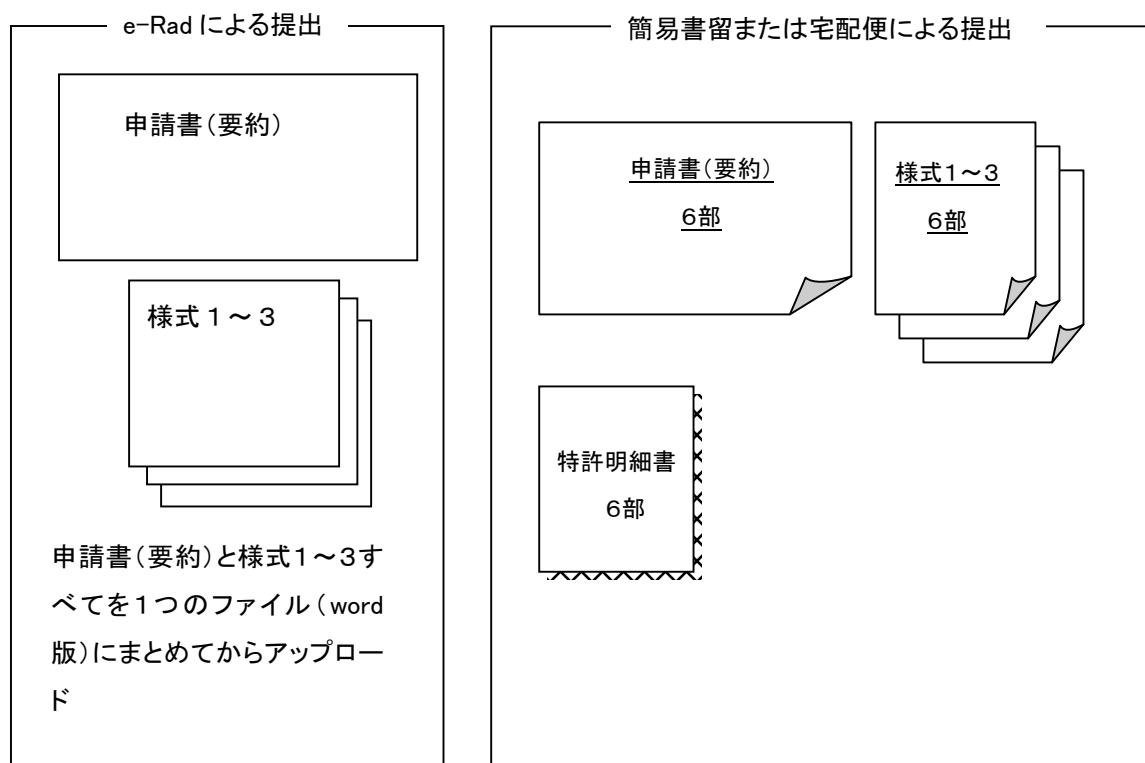 e-Rad による提出
申請書（要約）
様式 1～3
申請書（要約）と様式1～3す
べてを1つのファイル（word
版）にまとめてからアップロー
ド
簡易書留または宅配便による提出
申請書（要約）
6部
様式1～3
6部
特許明細書
6部